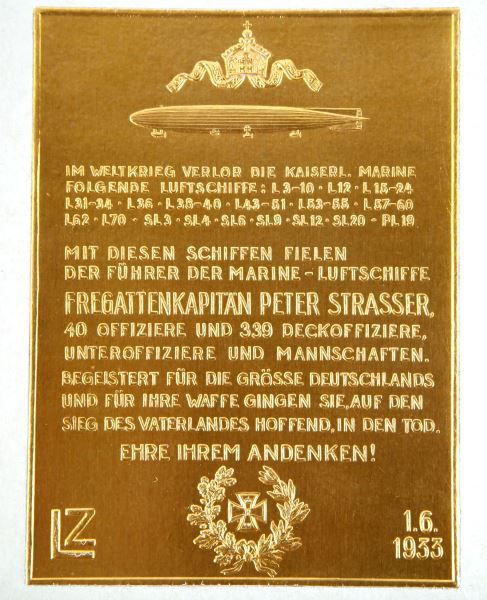 IM WELTKRIEG VERLOR DIE KAISERL. MARINE
FOLGENDE LUFTSCHIFFE: L3-10 · L12 · L15-24
L31-34 · L36 · L38-40 · L43-51 · L53-55 · L57-60
L62 · L70 - SL3 · SL4 · SL6 · SL9 · SL12 · SL20 - PL19
MIT DIESEN SCHIFFEN FIELEN
DER FÜHRER DER MARINE-LUFTSCHIFFE
FREGATTENKAPITÄN PETER STRASSER,
40 OFFIZIERE UND 339 DECKOFFIZIERE,
UNTEROFFIZIERE UND MANNSCHAFTEN.
BEGEISTERT FÜR DIE GRÖSSE DEUTSCHLANDS
UND FÜR IHRE WAFFE GINGEN SIE, AUF DEN
SIEG DES VATERLANDES HOFFEND, IN DEN TOD.
EHRE IHREM ANDENKEN!
LZ
1.6.
1933